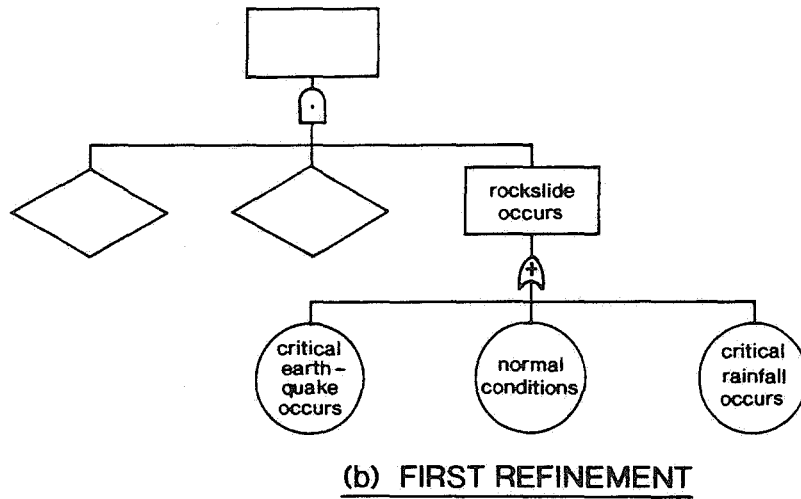 rockslide
occurs
+
critical
earth-
quake
occurs
normal
conditions
critical
rainfall
occurs
(b) FIRST REFINEMENT